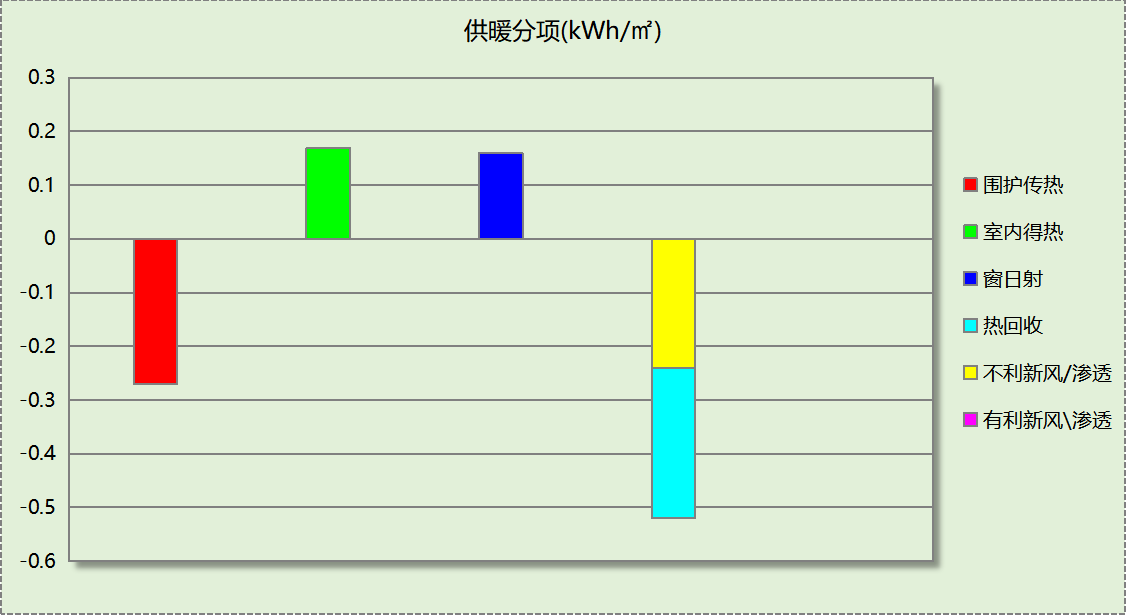 供暖分项(kWh/㎡)
0.3
0.2
0.1
0
-0.1
-0.2
-0.3
-0.4
-0.5
-0.6
围护传热
室内得热
窗日射
热回收
不利新风/渗透
有利新风\渗透